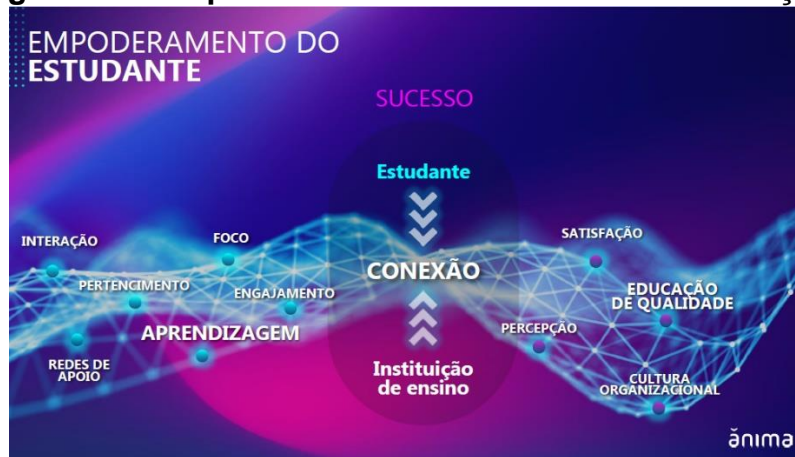 EMPODERAMENTO DO
ESTUDANTE
SUCESSO
Estudante
CONEXÃO
Instituição
de ensino
INTERAÇÃO
FOCO
PERTENCIMENTO
ENGAJAMENTO
APRENDIZAGEM
REDES DE
APOIO
SATISFAÇÃO
EDUCAÇÃO
DE QUALIDADE
PERCEPÇÃO
CULTURA
ORGANIZACIONAL
ănıma